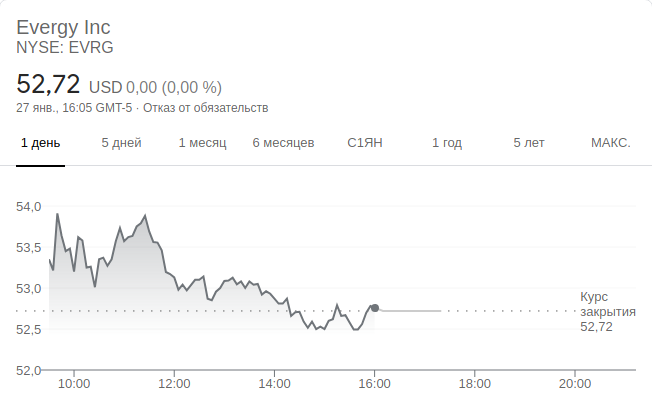 Evergy Inc
NYSE: EVRG
52,72 USD 0,00 (0,00 %)
27 янв., 16:05 GMT-5 · Отказ от обязательств
1 день 5 дней 1 месяц 6 месяцев С1ЯН 1 год 5 лет МАКС.
54,0
53,5
53,0
Курс
закрытия
52,72
52,5
52,0
10:00 12:00 14:00 16:00 18:00 20:00